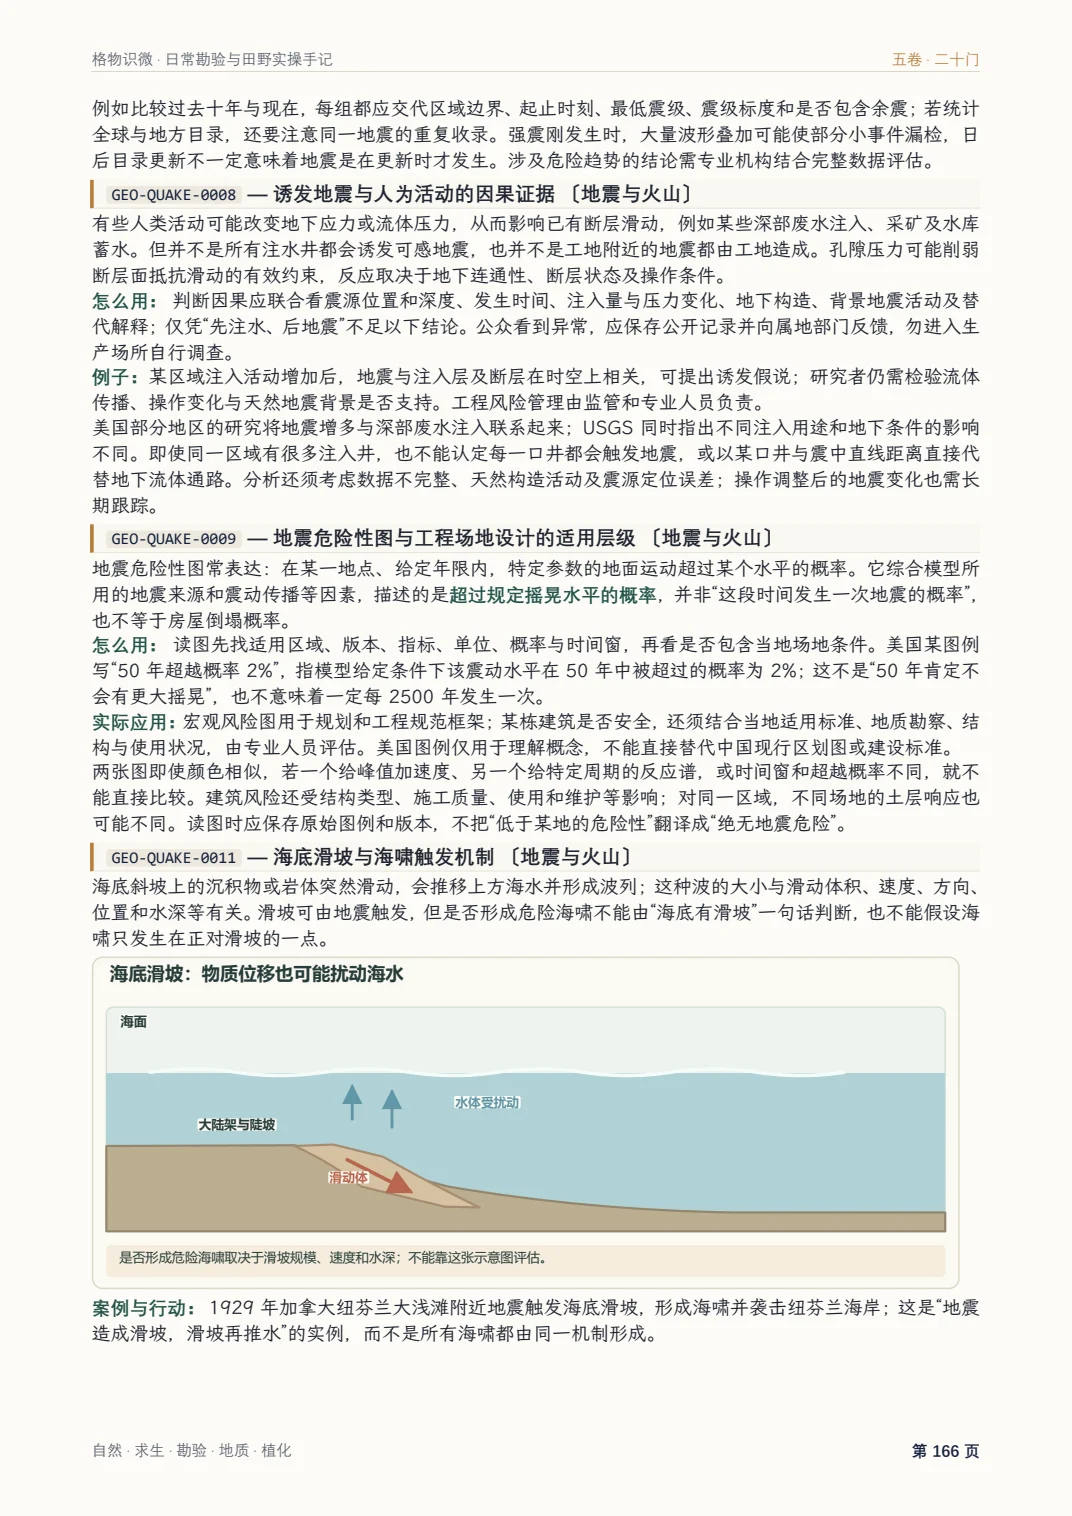 格物识微 · 日常勘验与田野实操手记
五卷 · 二十门
例如比较过去十年与现在，每组都应交代区域边界、起止时刻、最低震级、震级标度和是否包含余震；若统计
全球与地方目录，还要注意同一地震的重复收录。强震刚发生时，大量波形叠加可能使部分小事件漏检，日
后目录更新不一定意味着地震是在更新时才发生。涉及危险趋势的结论需专业机构结合完整数据评估。
GEO-QUAKE-0008 — 诱发地震与人为活动的因果证据 〔地震与火山〕
有些人类活动可能改变地下应力或流体压力，从而影响已有断层滑动，例如某些深部废水注入、采矿及水库
蓄水。但并不是所有注水井都会诱发可感地震，也并不是工地附近的地震都由工地造成。孔隙压力可能削弱
断层面抵抗滑动的有效约束，反应取决于地下连通性、断层状态及操作条件。
怎么用： 判断因果应联合看震源位置和深度、发生时间、注入量与压力变化、地下构造、背景地震活动及替
代解释；仅凭“先注水、后地震”不足以下结论。公众看到异常，应保存公开记录并向属地部门反馈，勿进入生
产场所自行调查。
例子：某区域注入活动增加后，地震与注入层及断层在时空上相关，可提出诱发假说；研究者仍需检验流体
传播、操作变化与天然地震背景是否支持。工程风险管理由监管和专业人员负责。
美国部分地区的研究将地震增多与深部废水注入联系起来；USGS 同时指出不同注入用途和地下条件的影响
不同。即使同一区域有很多注入井，也不能认定每一口井都会触发地震，或以某口井与震中直线距离直接代
替地下流体通路。分析还须考虑数据不完整、天然构造活动及震源定位误差；操作调整后的地震变化也需长
期跟踪。
GEO-QUAKE-0009 — 地震危险性图与工程场地设计的适用层级 〔地震与火山〕
地震危险性图常表达：在某一地点、给定年限内，特定参数的地面运动超过某个水平的概率。它综合模型所
用的地震来源和震动传播等因素，描述的是超过规定摇晃水平的概率，并非“这段时间发生一次地震的概率”，
也不等于房屋倒塌概率。
怎么用： 读图先找适用区域、版本、指标、单位、概率与时间窗，再看是否包含当地场地条件。美国某图例
写“50 年超越概率 2%”，指模型给定条件下该震动水平在 50 年中被超过的概率为 2%；这不是“50 年肯定不
会有更大摇晃”，也不意味着一定每 2500 年发生一次。
实际应用：宏观风险图用于规划和工程规范框架；某栋建筑是否安全，还须结合当地适用标准、地质勘察、结
构与使用状况，由专业人员评估。美国图例仅用于理解概念，不能直接替代中国现行区划图或建设标准。
两张图即使颜色相似，若一个给峰值加速度、另一个给特定周期的反应谱，或时间窗和超越概率不同，就不
能直接比较。建筑风险还受结构类型、施工质量、使用和维护等影响；对同一区域，不同场地的土层响应也
可能不同。读图时应保存原始图例和版本，不把“低于某地的危险性”翻译成“绝无地震危险”。
GEO-QUAKE-0011 — 海底滑坡与海啸触发机制 〔地震与火山〕
海底斜坡上的沉积物或岩体突然滑动，会推移上方海水并形成波列；这种波的大小与滑动体积、速度、方向、
位置和水深等有关。滑坡可由地震触发，但是否形成危险海啸不能由“海底有滑坡”一句话判断，也不能假设海
啸只发生在正对滑坡的一点。
海底滑坡：物质位移也可能扰动海水
海面
水体受扰动
大陆架与陡坡
滑动体
是否形成危险海啸取决于滑坡规模、速度和水深；不能靠这张示意图评估。
案例与行动： 1929 年加拿大纽芬兰大浅滩附近地震触发海底滑坡，形成海啸并袭击纽芬兰海岸；这是“地震
造成滑坡，滑坡再推水”的实例，而不是所有海啸都由同一机制形成。
自然 · 求生 · 勘验 · 地质 · 植化
第 166 页